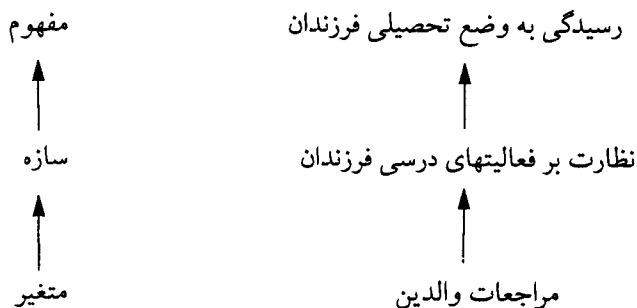 رسیدگی به وضع تحصیلی فرزندان
مفهوم
نظارت بر فعالیتهای درسی فرزندان
سازه
مراجعات والدین
متغیر